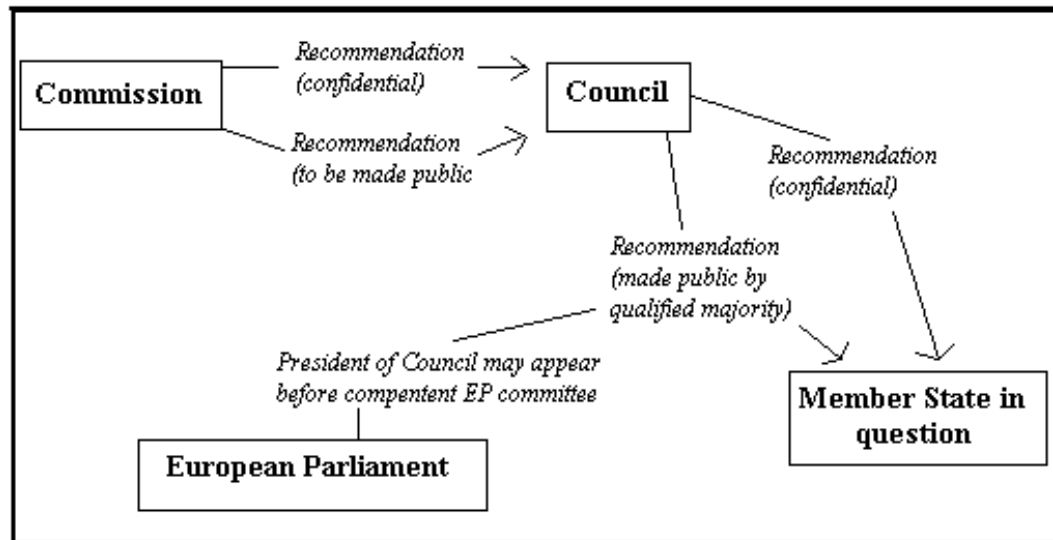 Commission
Recommendation
(confidential)
Recommendation
(to be made public
Council
Recommendation
(confidential)
Recommendation
(made public by
qualified majority)
President of Council may appear
before compentent EP committee
European Parliament
Member State in
question